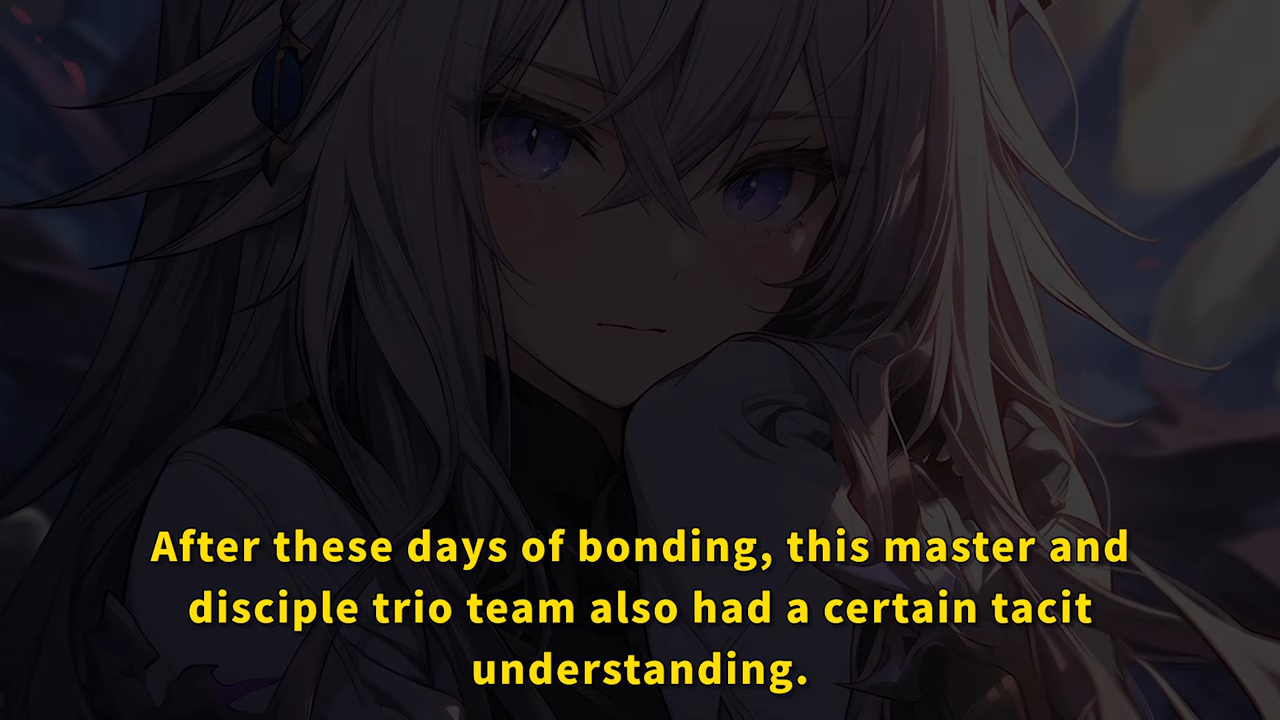 After these days of bonding, this master and
disciple trio team also had a certain tacit
understanding.